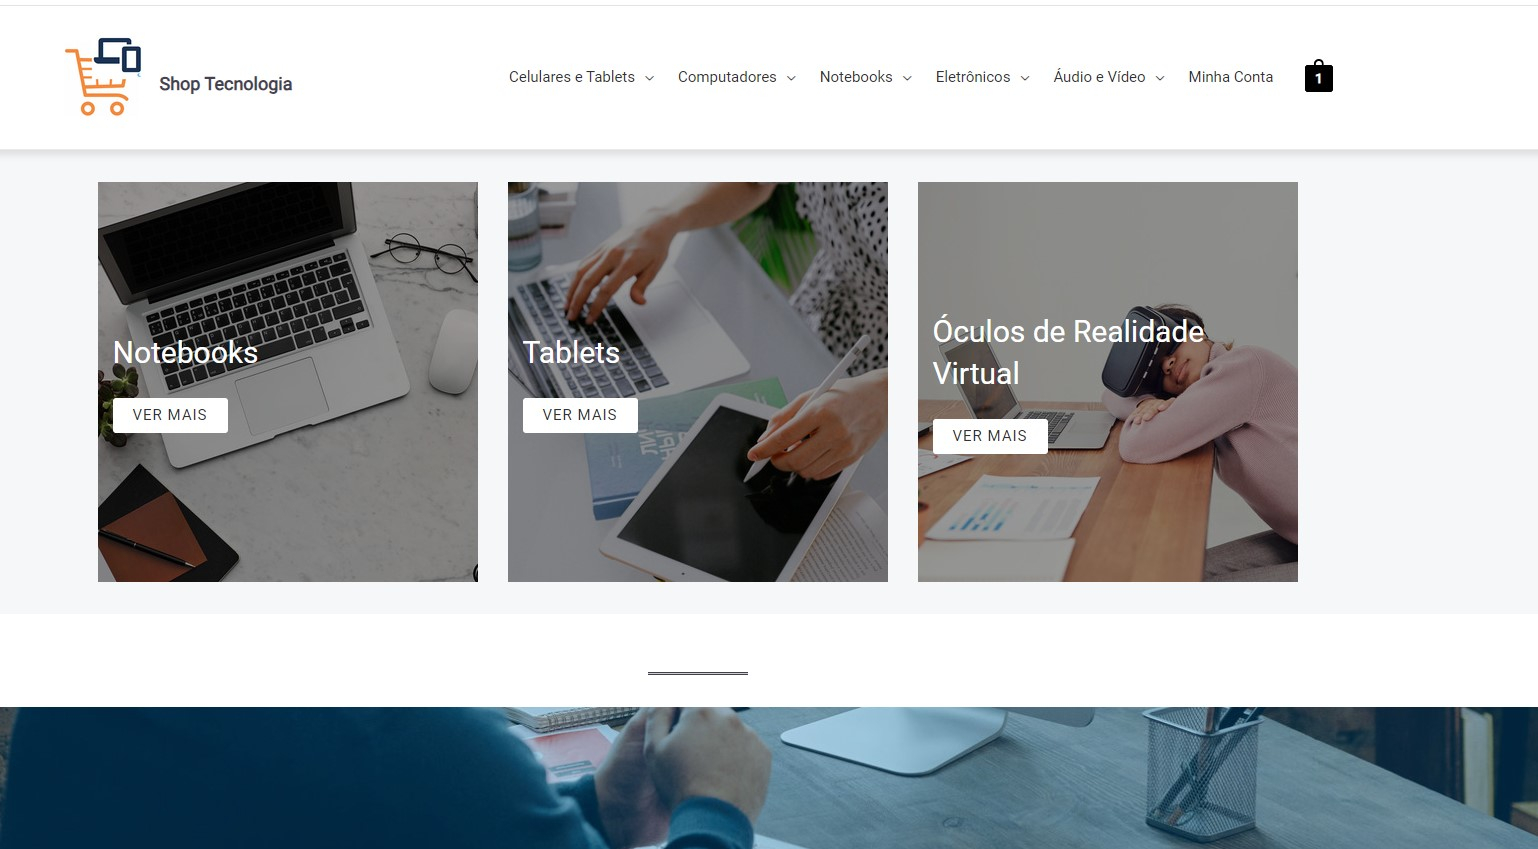 Shop Tecnologia
Celulares e Tablets
Computadores
Notebooks
Eletrônicos
Áudio e Vídeo
Minha Conta
1
Notebooks
VER MAIS
Tablets
VER MAIS
Óculos de Realidade
Virtual
VER MAIS